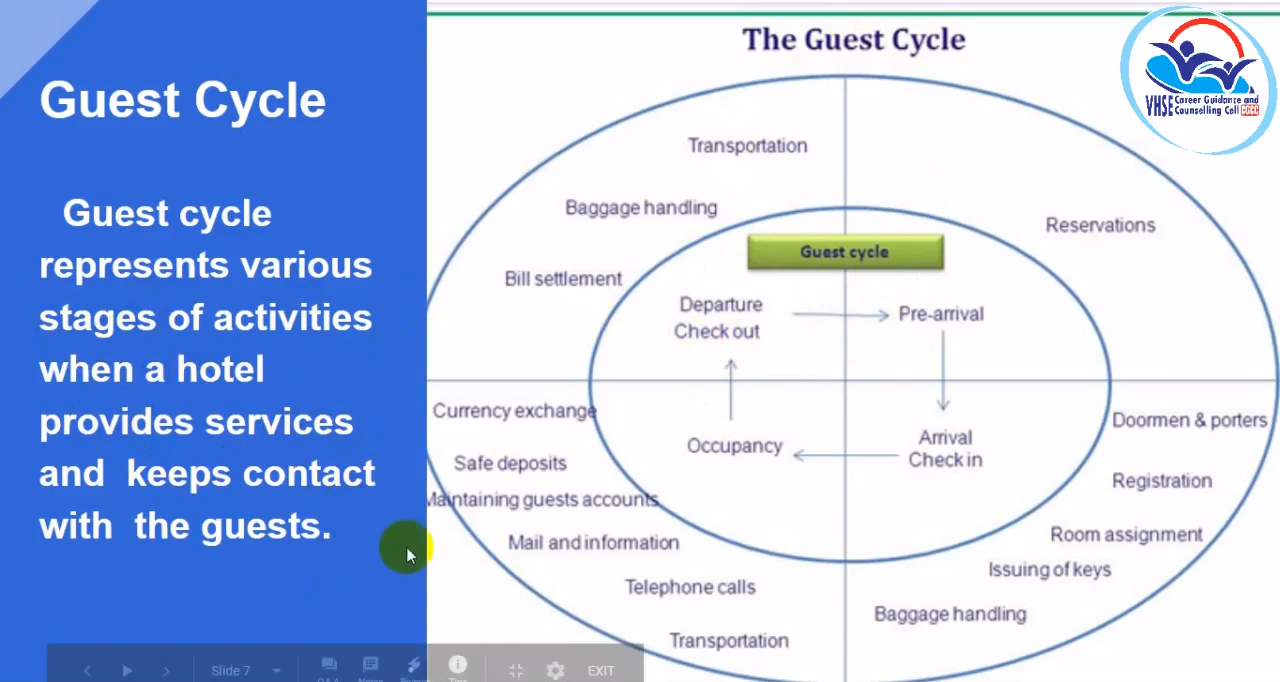 Guest Cycle
Guest cycle
represents various
stages of activities
when a hotel
provides services
and keeps contact
with the guests.
The Guest Cycle
VHSE Career Guidance and
Counselling Cell
Transportation
Baggage handling
Bill settlement
Reservations
Guest cycle
Departure
Check out
Pre-arrival
Occupancy
Arrival
Check in
Currency exchange
Safe deposits
Maintaining guests accounts
Mail and information
Telephone calls
Transportation
Doormen & porters
Registration
Room assignment
Issuing of keys
Baggage handling
Slide 7
EXIT